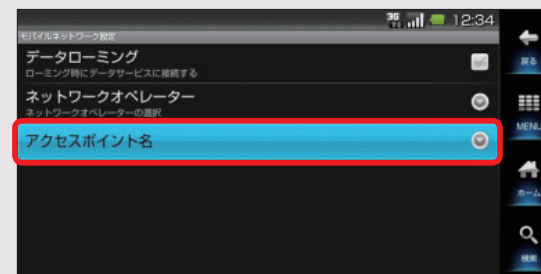 3G 12:34
モバイルネットワーク設定
データローミング
ローミング時にデータサービスに接続する
ネットワークオペレーター
ネットワークオペレーターの選択
アクセスポイント名
戻る
MENU
ホーム
検索